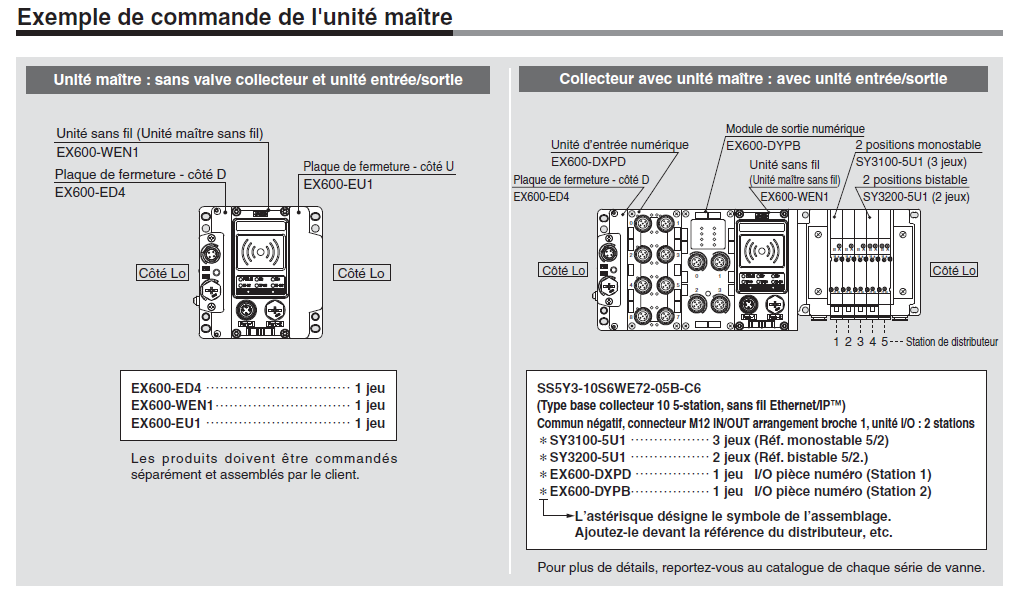 Exemple de commande de l'unité maître
Unité maître : sans valve collecteur et unité entrée/sortie
Unité sans fil (Unité maître sans fil)
EX600-WEN1
Plaque de fermeture - côté D
EX600-ED4
Plaque de fermeture - côté U
EX600-EU1
Côté Lo
Côté Lo
EX600-ED4 ······························· 1 jeu
EX600-WEN1····························· 1 jeu
EX600-EU1 ······························· 1 jeu
Les produits doivent être commandés
séparément et assemblés par le client.
Collecteur avec unité maître : avec unité entrée/sortie
Module de sortie numérique
EX600-DYPB
Unité d'entrée numérique
EX600-DXPD
Plaque de fermeture - côté D
EX600-ED4
Unité sans fil
(Unité maître sans fil)
EX600-WEN1
2 positions monostable
SY3100-5U1 (3 jeux)
2 positions bistable
SY3200-5U1 (2 jeux)
Côté Lo
Côté Lo
1 2 3 4 5 --- Station de distributeur
SS5Y3-10S6WE72-05B-C6
(Type base collecteur 10 5-station, sans fil Ethernet/IP™)
Commun négatif, connecteur M12 IN/OUT arrangement broche 1, unité I/O : 2 stations
* SY3100-5U1 ················· 3 jeux (Réf. monostable 5/2)
* SY3200-5U1 ················· 2 jeux (Réf. bistable 5/2.)
* EX600-DXPD ················ 1 jeu I/O pièce numéro (Station 1)
* EX600-DYPB················· 1 jeu I/O pièce numéro (Station 2)
L'astérisque désigne le symbole de l'assemblage.
Ajoutez-le devant la référence du distributeur, etc.
Pour plus de détails, reportez-vous au catalogue de chaque série de vanne.